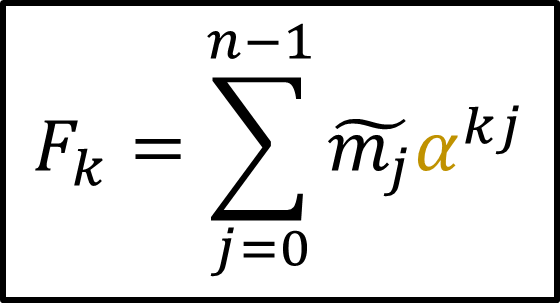 $F_k = \sum_{j=0}^{n-1} \widetilde{m_j} \alpha^{kj}$